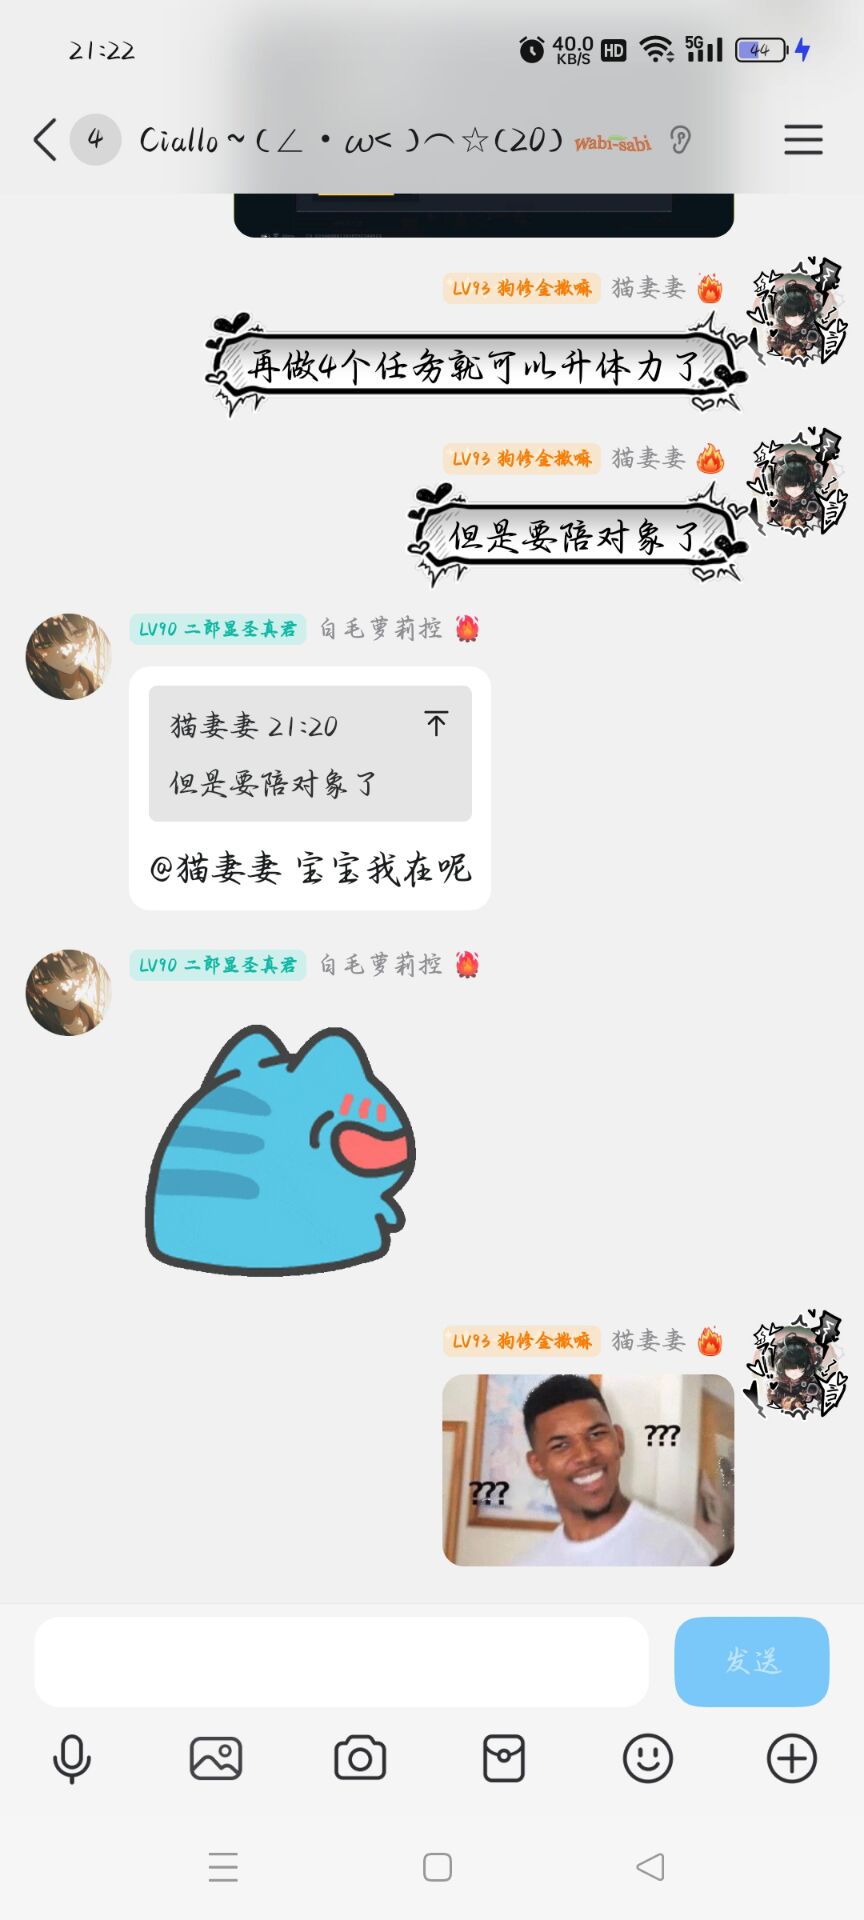 21:22
40.0
KB/S
HD
5G
44
4
Ciallo~(∠・ω< )⌒☆(20)
wabi-sabi
LV93 狗修金撒嘛 猫妻妻
再做4个任务就可以升体力了
LV93 狗修金撒嘛 猫妻妻
但是要陪对象了
LV90 二郎显圣真君 白毛萝莉控
猫妻妻 21:20
但是要陪对象了
@猫妻妻 宝宝我在呢
LV90 二郎显圣真君 白毛萝莉控
LV93 狗修金撒嘛 猫妻妻
???
???
发送